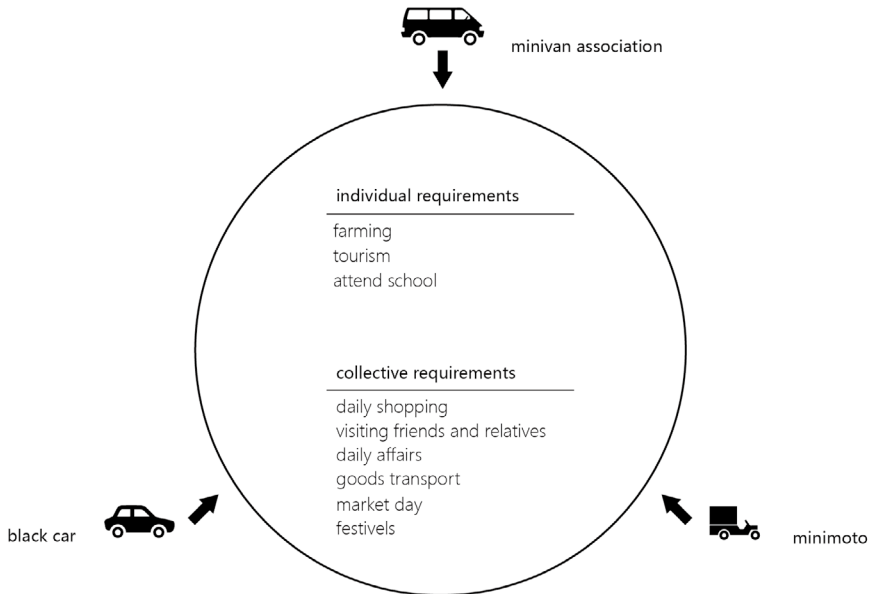 minivan association
individual requirements
farming
tourism
attend school
collective requirements
daily shopping
visiting friends and relatives
daily affairs
goods transport
market day
festivels
black car
minimoto